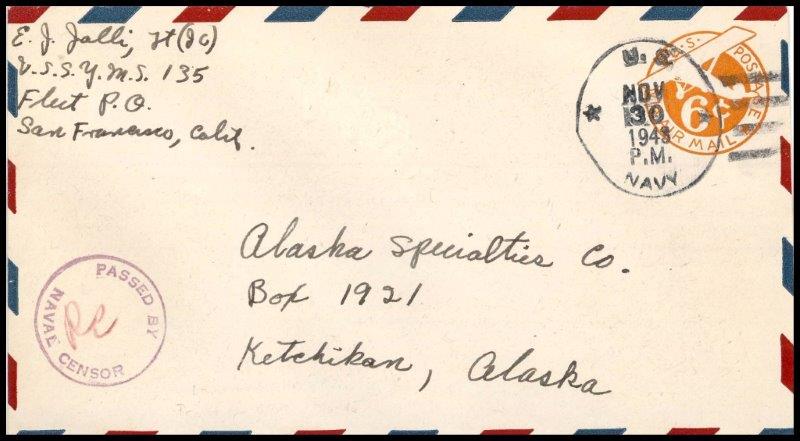 E. J. Jalli, Lt (JG)
U.S.S. Y.M.S. 135
Fleet P.O.
San Francisco, Calif.
U.S. POSTAGE
6¢
AIR MAIL
U.S.
NOV
30
1943
P.M.
NAVY
Alaska Specialties Co.
Box 1921
Ketchikan, Alaska
PASSED BY
NAVAL CENSOR